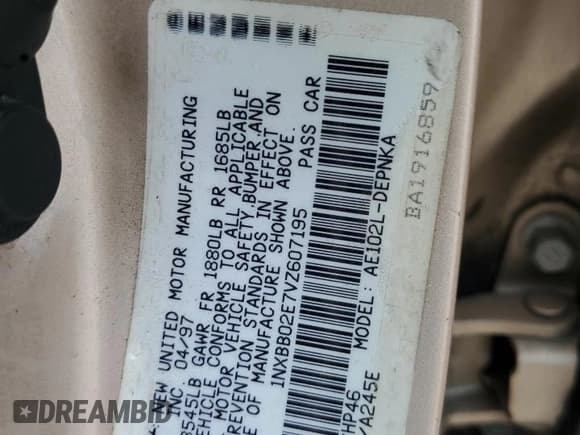 NEW UNITED MOTOR MANUFACTURING
INC. 04/97
3545LB GAWR FR 1880LB RR 1685LB
VEHICLE CONFORMS TO ALL APPLICABLE
MOTOR VEHICLE SAFETY, BUMPER AND
PREVENTION STANDARDS IN EFFECT ON
OF MANUFACTURE SHOWN ABOVE.
1NXBB02E7VZ607195 PASS CAR
HP46 MODEL: AE102L-DEPNKA
/A245E
BA1916859
DREAMBID